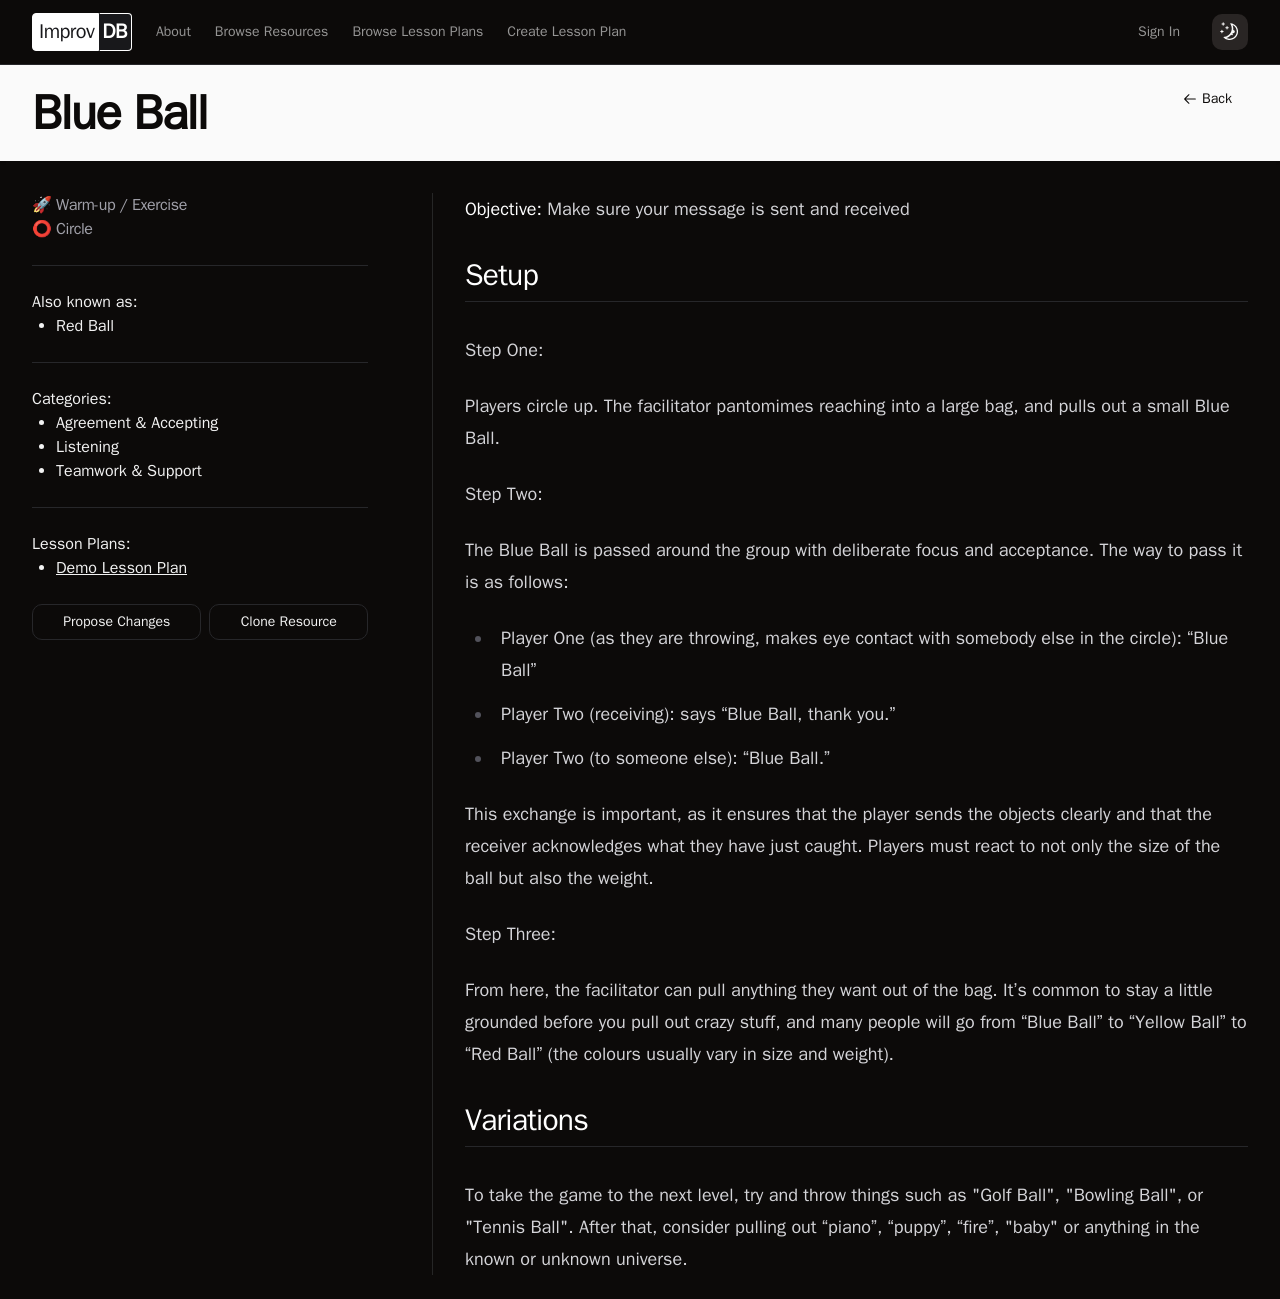 Improv DB About Browse Resources Browse Lesson Plans Create Lesson Plan Sign In
Blue Ball
← Back
🚀 Warm-up / Exercise
⭕ Circle
Also known as:
• Red Ball
Categories:
• Agreement & Accepting
• Listening
• Teamwork & Support
Lesson Plans:
• Demo Lesson Plan
Propose Changes Clone Resource
Objective: Make sure your message is sent and received
Setup
Step One:
Players circle up. The facilitator pantomimes reaching into a large bag, and pulls out a small Blue
Ball.
Step Two:
The Blue Ball is passed around the group with deliberate focus and acceptance. The way to pass it
is as follows:
• Player One (as they are throwing, makes eye contact with somebody else in the circle): “Blue
Ball”
• Player Two (receiving): says “Blue Ball, thank you.”
• Player Two (to someone else): “Blue Ball.”
This exchange is important, as it ensures that the player sends the objects clearly and that the
receiver acknowledges what they have just caught. Players must react to not only the size of the
ball but also the weight.
Step Three:
From here, the facilitator can pull anything they want out of the bag. It’s common to stay a little
grounded before you pull out crazy stuff, and many people will go from “Blue Ball” to “Yellow Ball” to
“Red Ball” (the colours usually vary in size and weight).
Variations
To take the game to the next level, try and throw things such as "Golf Ball", "Bowling Ball", or
"Tennis Ball". After that, consider pulling out “piano”, “puppy”, “fire”, "baby" or anything in the
known or unknown universe.